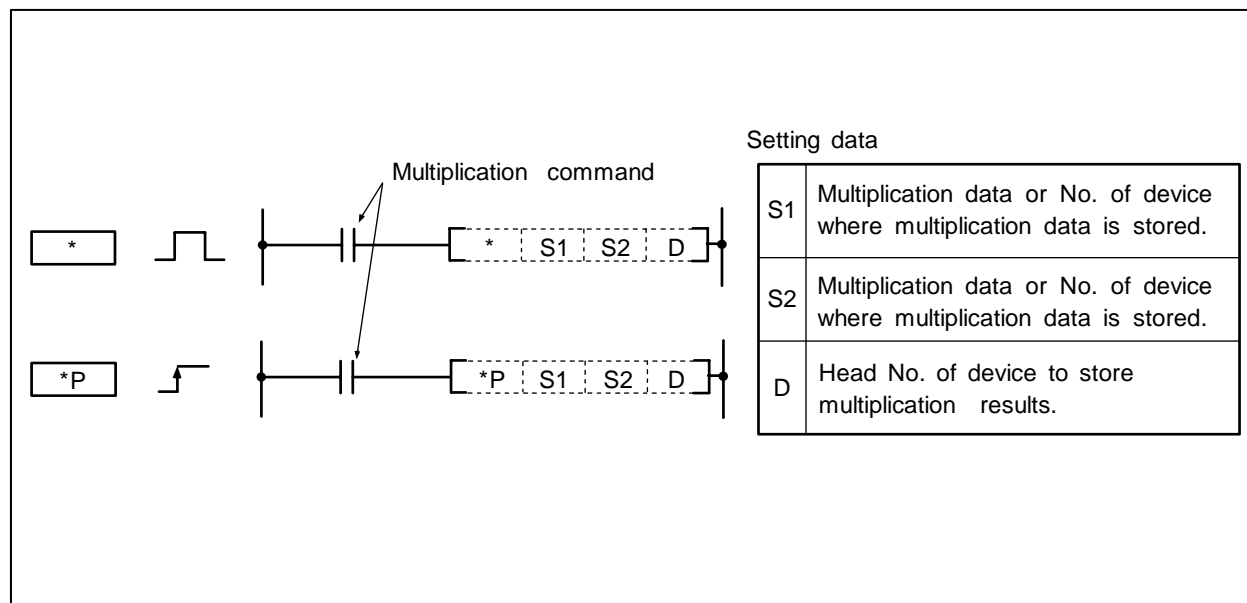 Multiplication command
*
* S1 S2 D
*P
*P S1 S2 D
Setting data
S1 Multiplication data or No. of device
where multiplication data is stored.
S2 Multiplication data or No. of device
where multiplication data is stored.
D Head No. of device to store
multiplication results.